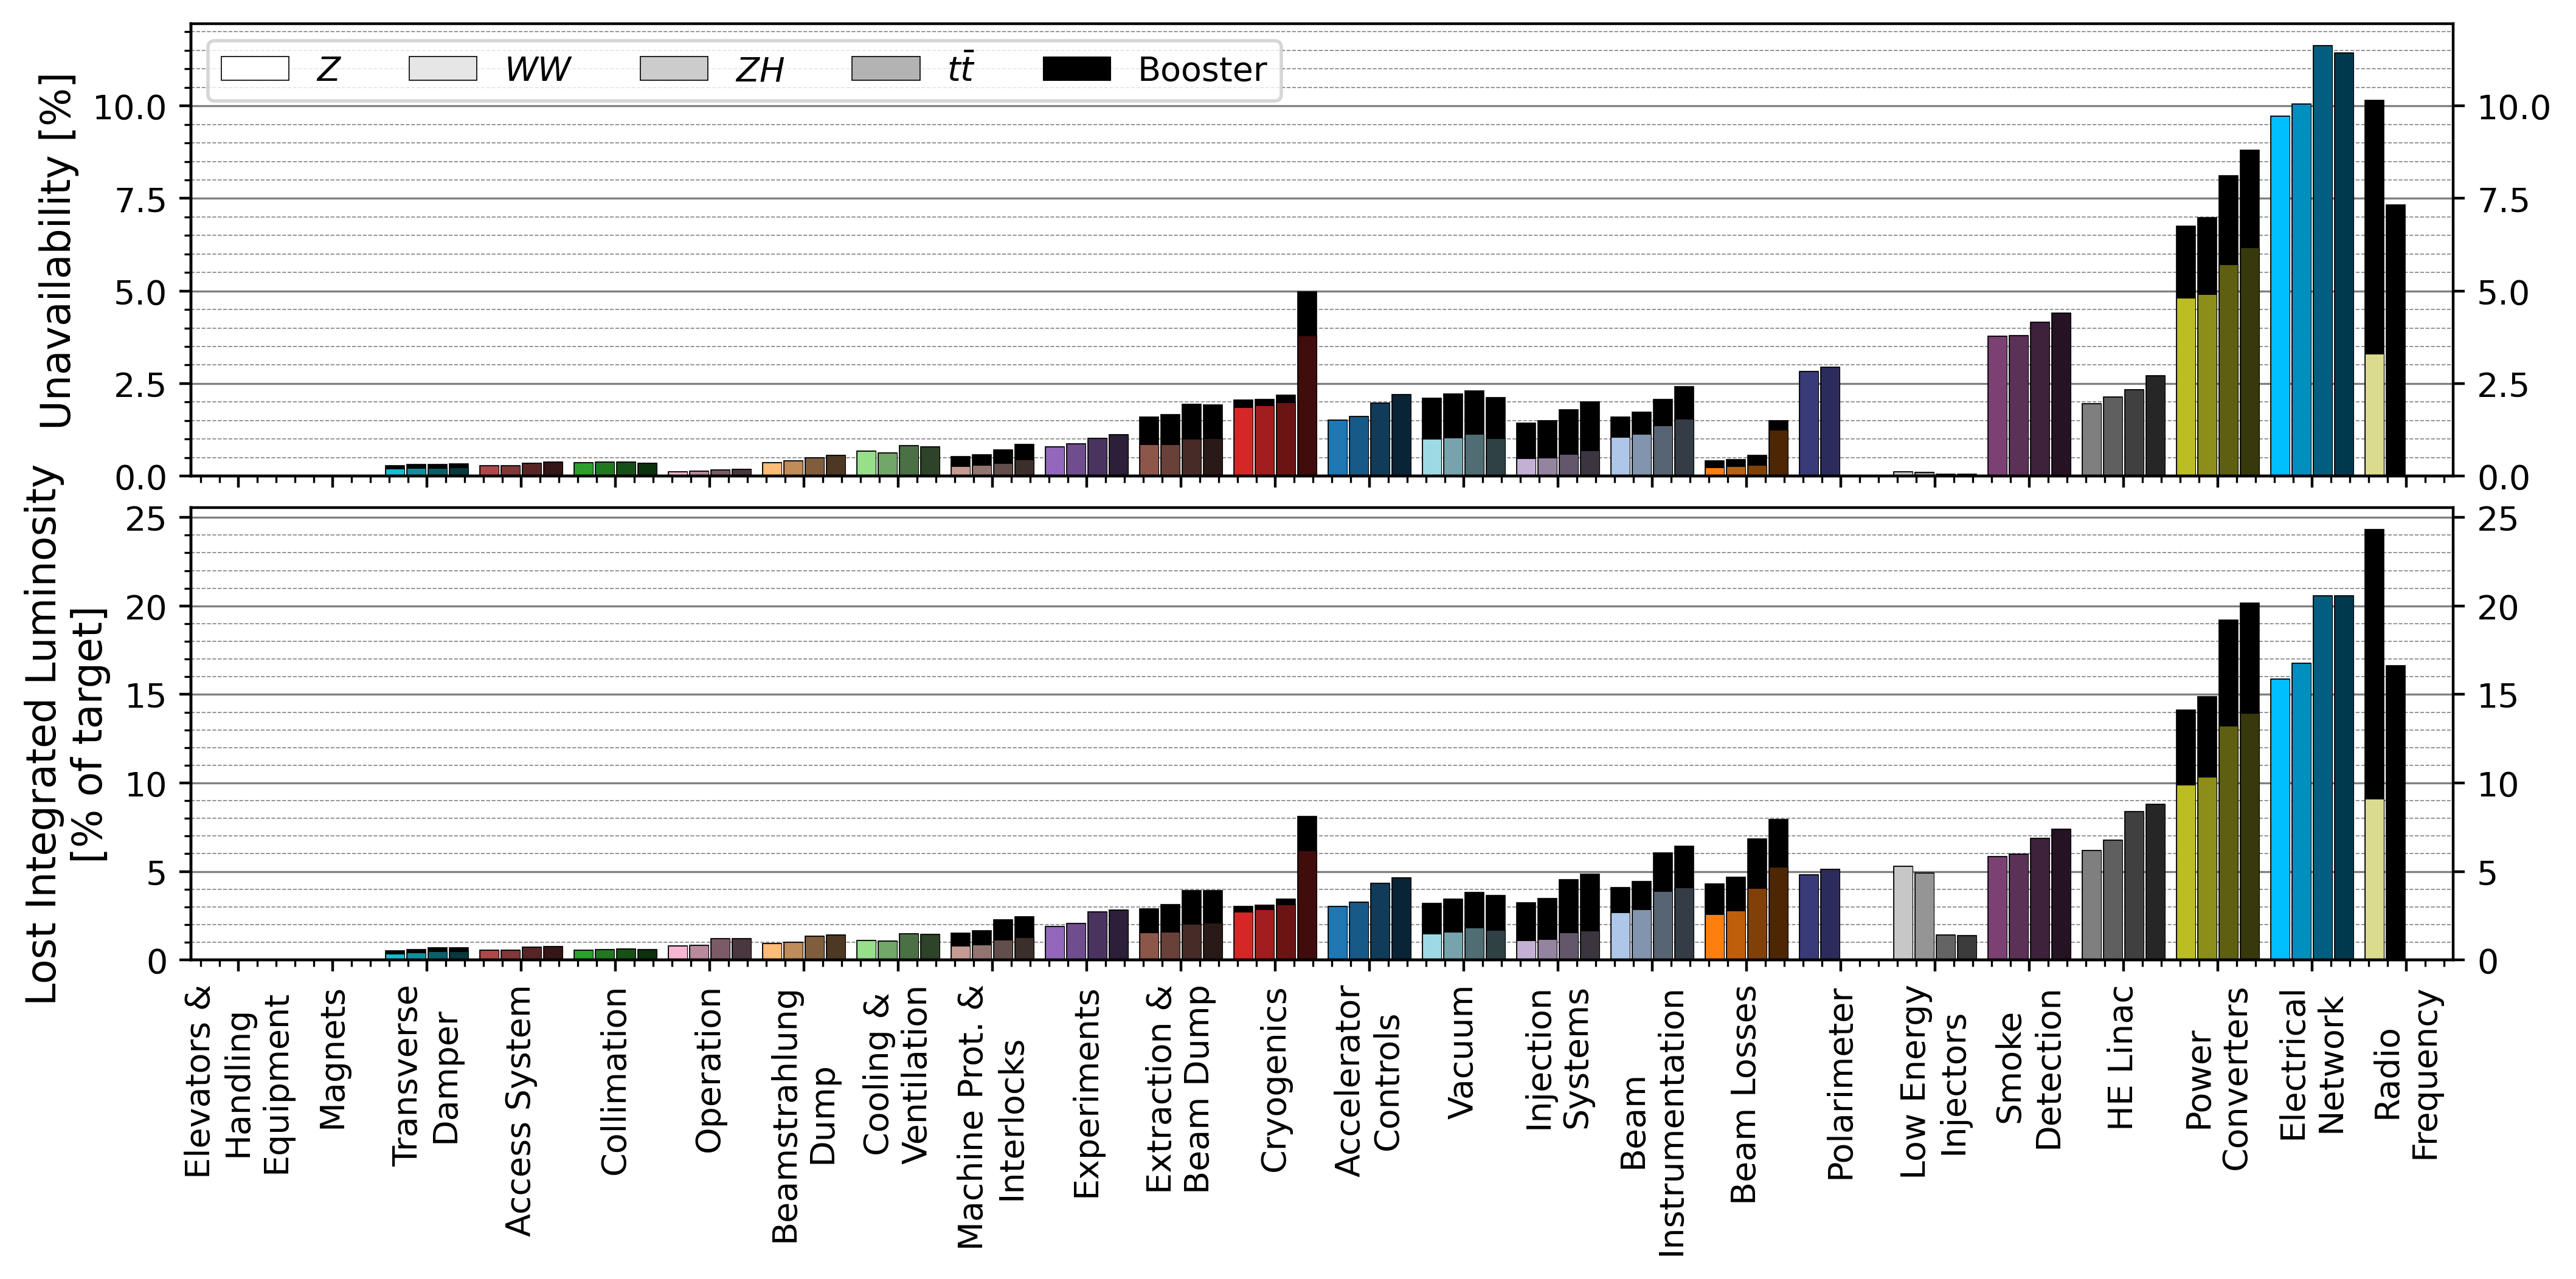 Unavailability [%]
Z WW ZH tt̄ Booster
10.0 10.0
7.5 7.5
5.0 5.0
2.5 2.5
0.0 0.0
Lost Integrated Luminosity
[% of target]
25 25
20 20
15 15
10 10
5 5
0 0
Elevators &
Handling
Equipment
Magnets
Transverse
Damper
Access System
Collimation
Operation
Beamstrahlung
Dump
Cooling &
Ventilation
Machine Prot. &
Interlocks
Experiments
Extraction &
Beam Dump
Cryogenics
Accelerator
Controls
Vacuum
Injection
Systems
Beam
Instrumentation
Beam Losses
Polarimeter
Low Energy
Injectors
Smoke
Detection
HE Linac
Power
Converters
Electrical
Network
Radio
Frequency